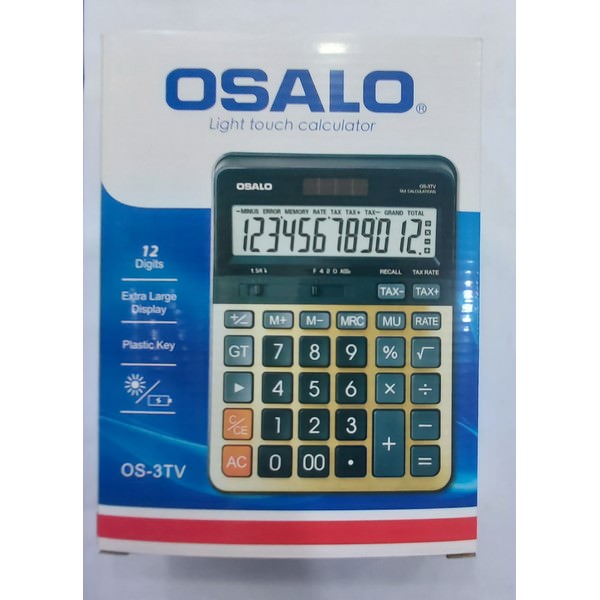 OSALO®
Light touch calculator
12
Digits
Extra Large
Display
Plastic Key
OS-3TV
OSALO
OS-3TV
TAX CALCULATIONS
MINUS ERROR MEMORY RATE TAX TAX+ TAX- GRAND TOTAL
123456789012.
RECALL TAX RATE
F 4 2 0 ADD2
TAX- TAX+
+/- M+ M- MRC MU RATE
GT 7 8 9 % √
▶ 4 5 6 × ÷
C/CE 1 2 3 + −
AC 0 00 • =